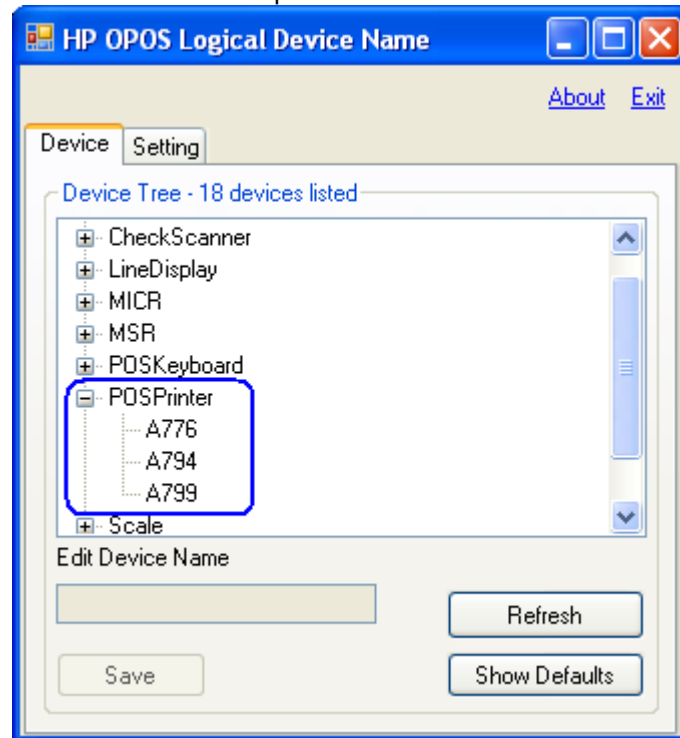 HP OPOS Logical Device Name
About Exit
Device Setting
Device Tree - 18 devices listed
CheckScanner
LineDisplay
MICR
MSR
POSKeyboard
POSPrinter
A776
A794
A799
Scale
Edit Device Name
Refresh
Save Show Defaults